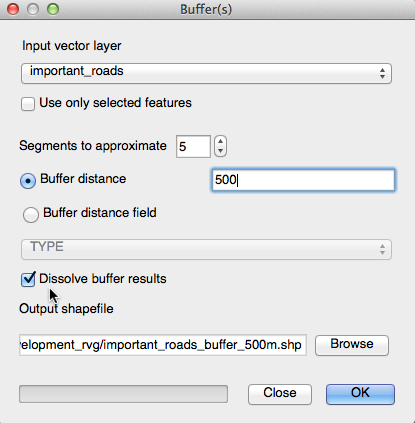 Buffer(s)
Input vector layer
important_roads
Use only selected features
Segments to approximate 5
Buffer distance 500
Buffer distance field
TYPE
Dissolve buffer results
Output shapefile
velopment_rvg/important_roads_buffer_500m.shp Browse
Close OK